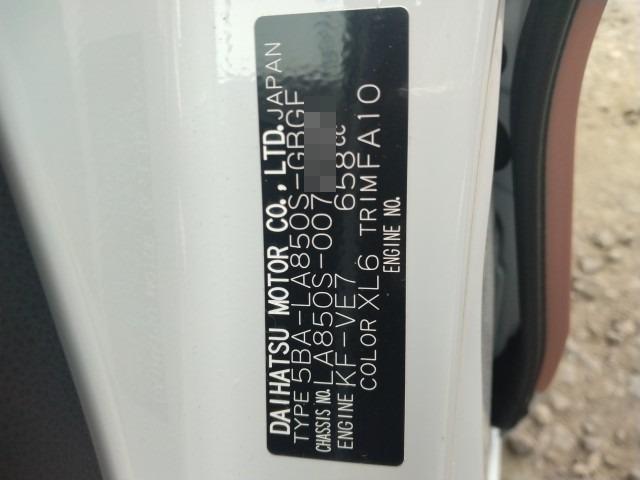 DAIHATSU MOTOR CO., LTD. JAPAN
TYPE 5BA-LA850S-GBGF
CHASSIS NO. LA850S-007
ENGINE KF-VE7 658cc
COLOR XL6 TRIM FA10
ENGINE NO.